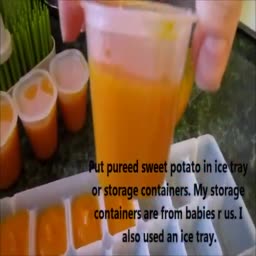 Put pureed sweet potato in ice tray
or storage containers. My storage
containers are from babies r us. I
also used an ice tray.